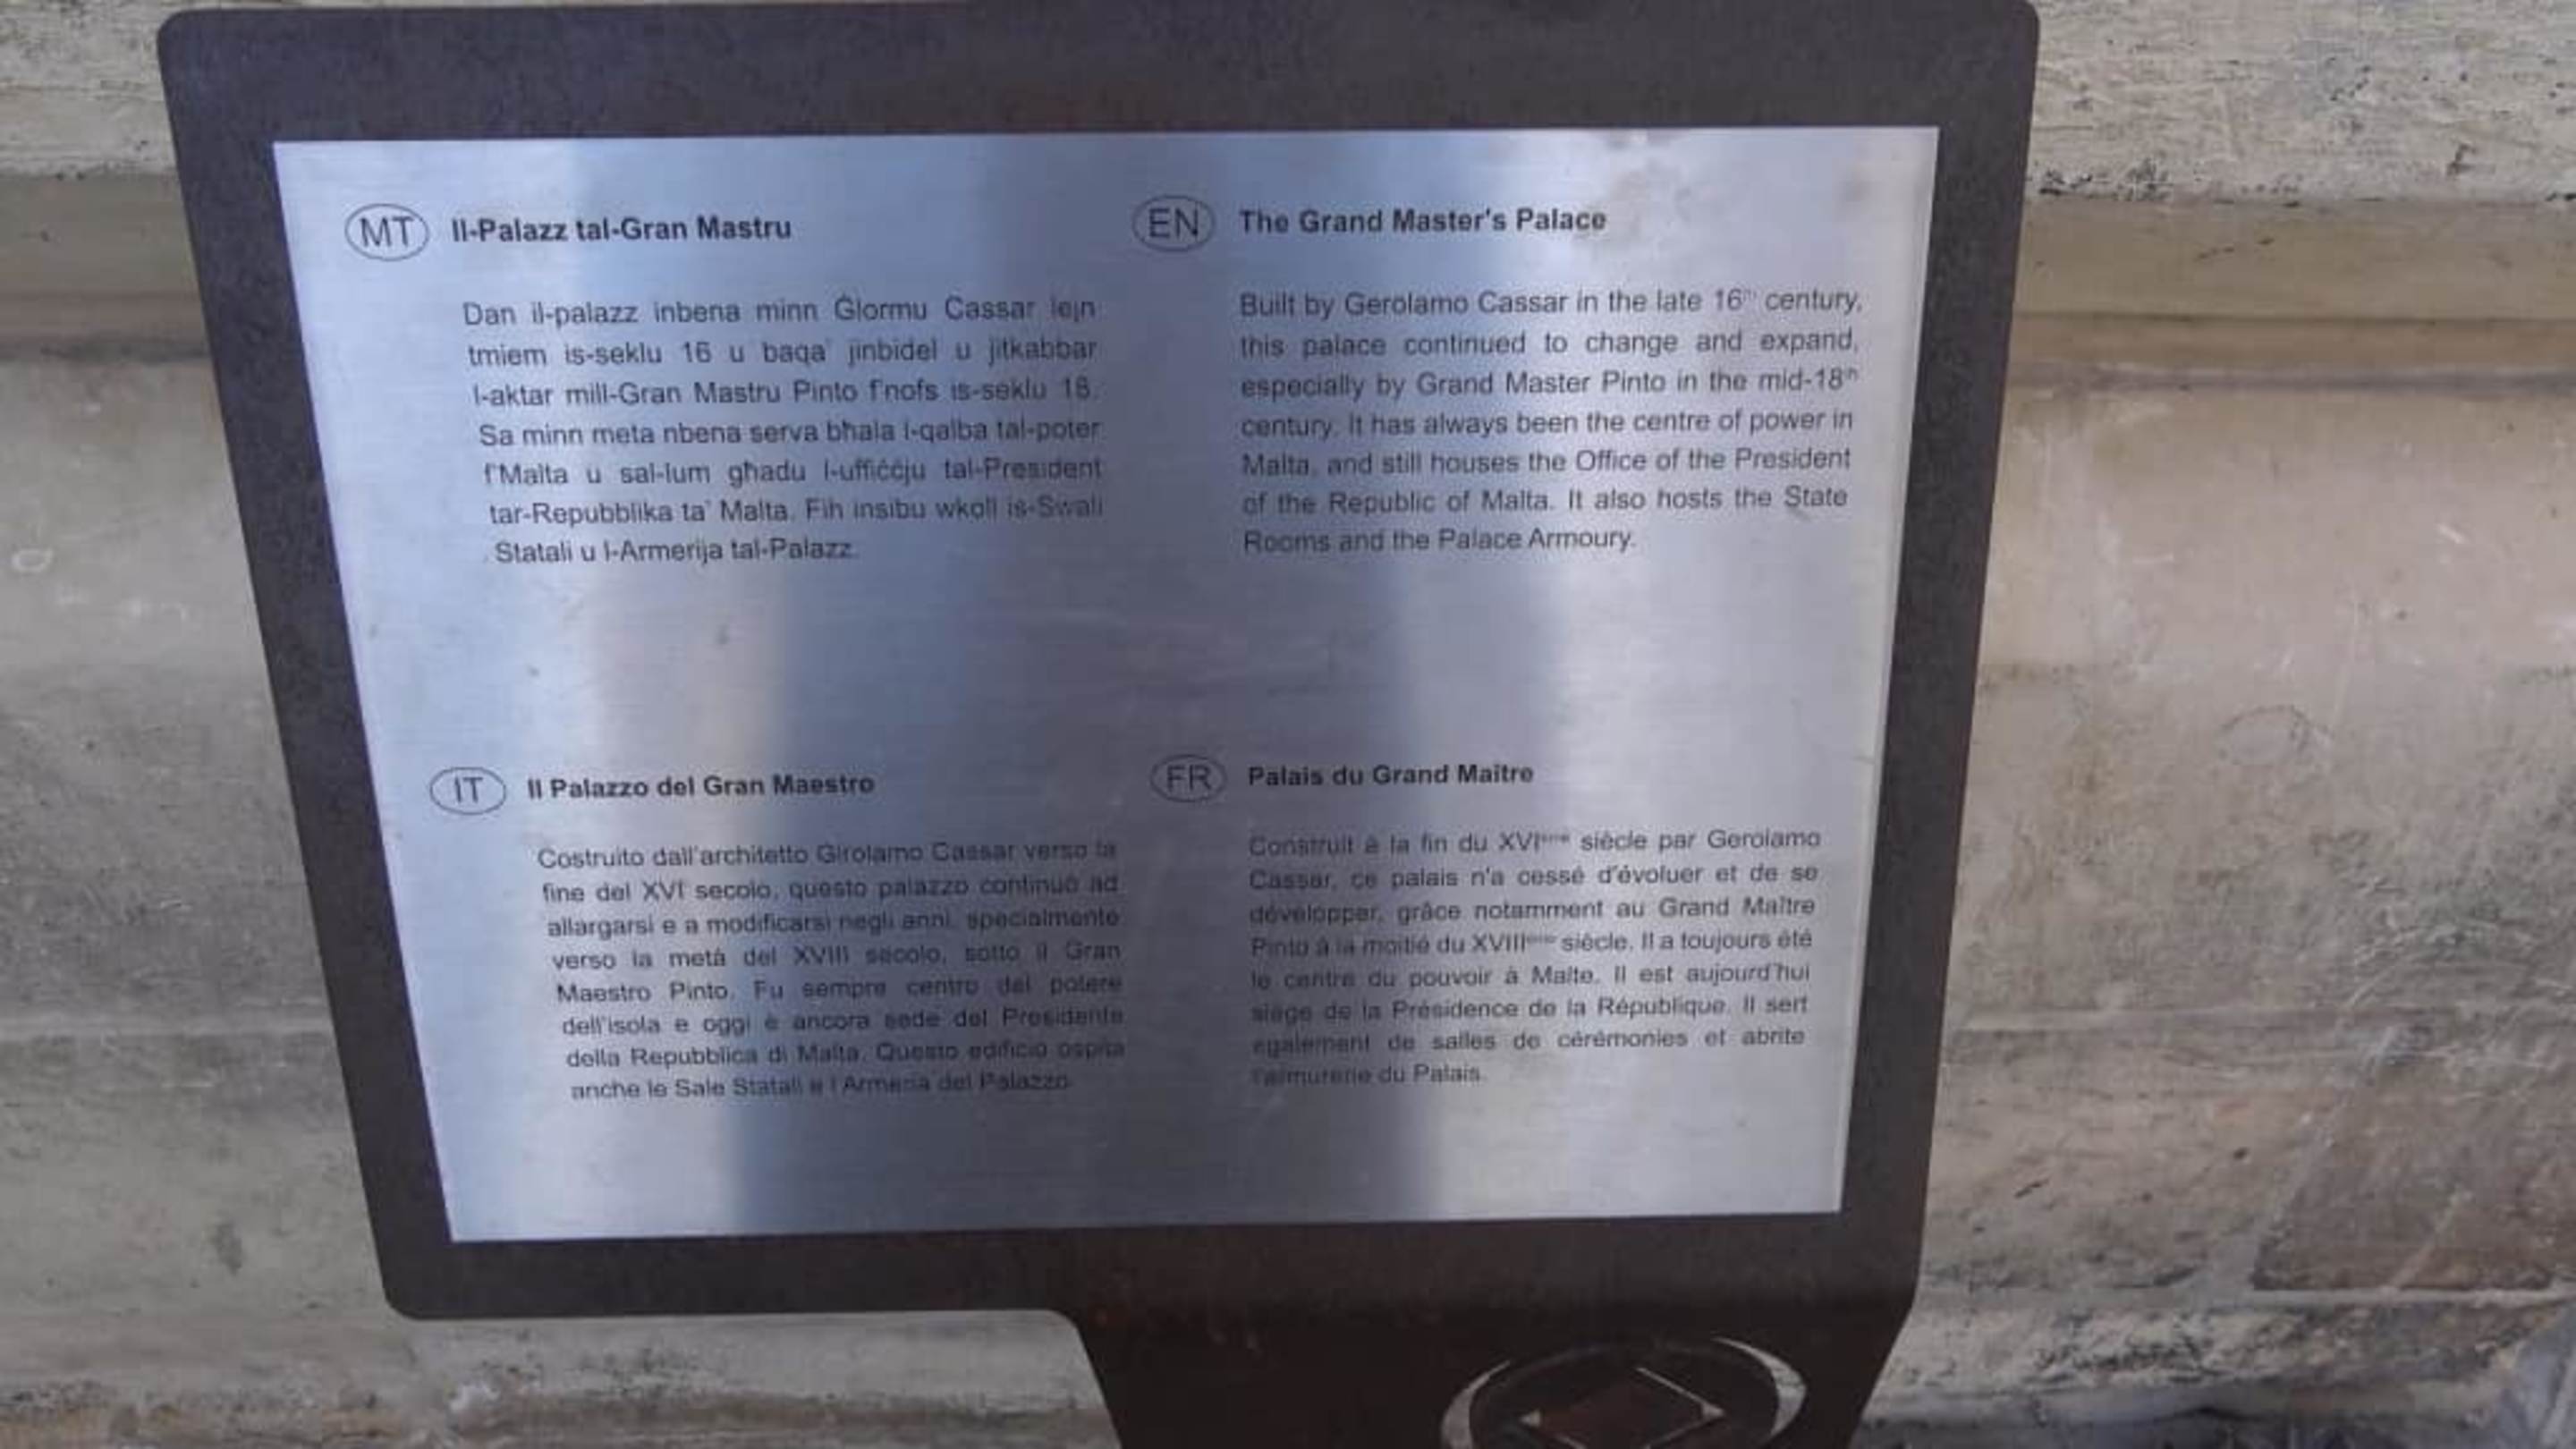 MT Il-Palazz tal-Gran Mastru
Dan il-palazz inbena minn Ġlormu Cassar lejn
tmiem is-seklu 16 u baqa' jinbidel u jitkabbar
l-aktar mill-Gran Mastru Pinto f'nofs is-seklu 18.
Sa minn meta nbena serva bħala l-qalba tal-poter
f'Malta u sal-lum għadu l-uffiċċju tal-President
tar-Repubblika ta' Malta. Fih insibu wkoll is-Swali
Statali u l-Armerija tal-Palazz.
EN The Grand Master's Palace
Built by Gerolamo Cassar in the late 16th century,
this palace continued to change and expand,
especially by Grand Master Pinto in the mid-18th
century. It has always been the centre of power in
Malta, and still houses the Office of the President
of the Republic of Malta. It also hosts the State
Rooms and the Palace Armoury.
IT Il Palazzo del Gran Maestro
Costruito dall'architetto Girolamo Cassar verso la
fine del XVI secolo, questo palazzo continuò ad
allargarsi e a modificarsi negli anni, specialmente
verso la metà del XVIII secolo, sotto il Gran
Maestro Pinto. Fu sempre centro del potere
dell'isola e oggi è ancora sede del Presidente
della Repubblica di Malta. Questo edificio ospita
anche le Sale Statali e l'Armeria del Palazzo.
FR Palais du Grand Maître
Construit à la fin du XVIème siècle par Gerolamo
Cassar, ce palais n'a cessé d'évoluer et de se
développer, grâce notamment au Grand Maître
Pinto à la moitié du XVIIIème siècle. Il a toujours été
le centre du pouvoir à Malte. Il est aujourd'hui
siège de la Présidence de la République. Il sert
également de salles de cérémonies et abrite
du Palais.